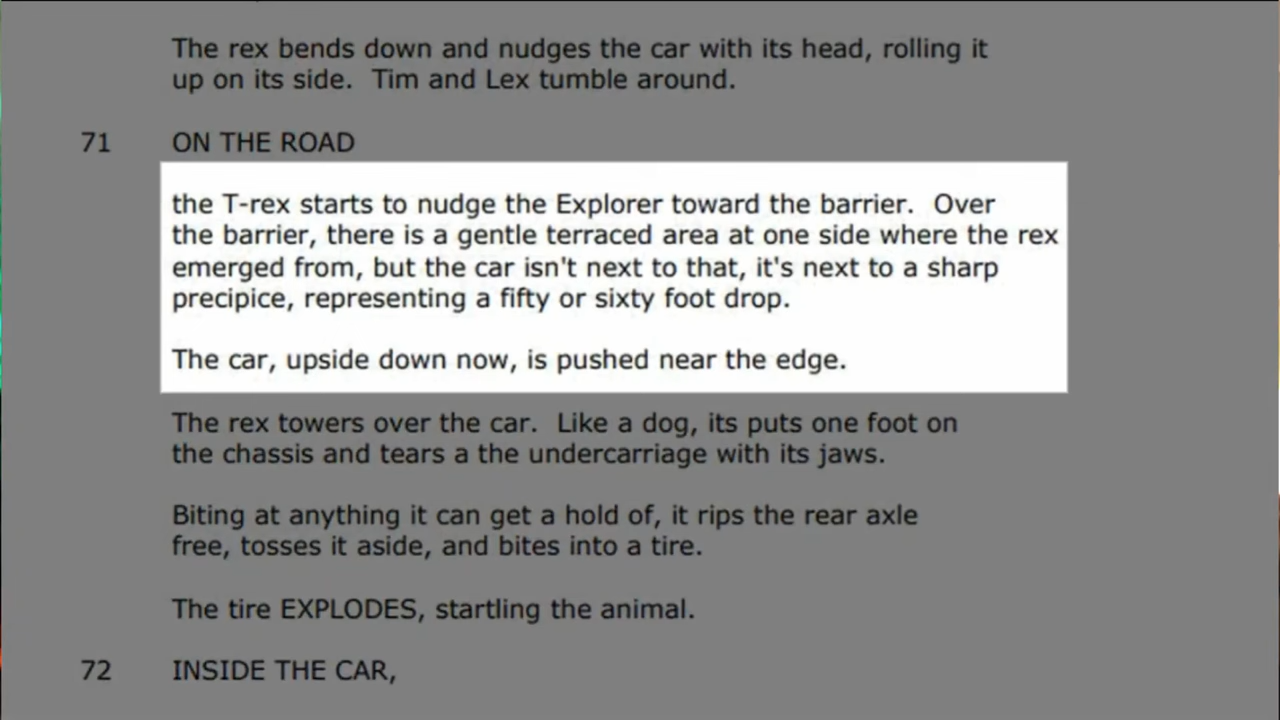 The rex bends down and nudges the car with its head, rolling it
up on its side. Tim and Lex tumble around.
71 ON THE ROAD
the T-rex starts to nudge the Explorer toward the barrier. Over
the barrier, there is a gentle terraced area at one side where the rex
emerged from, but the car isn't next to that, it's next to a sharp
precipice, representing a fifty or sixty foot drop.
The car, upside down now, is pushed near the edge.
The rex towers over the car. Like a dog, its puts one foot on
the chassis and tears a the undercarriage with its jaws.
Biting at anything it can get a hold of, it rips the rear axle
free, tosses it aside, and bites into a tire.
The tire EXPLODES, startling the animal.
72 INSIDE THE CAR,